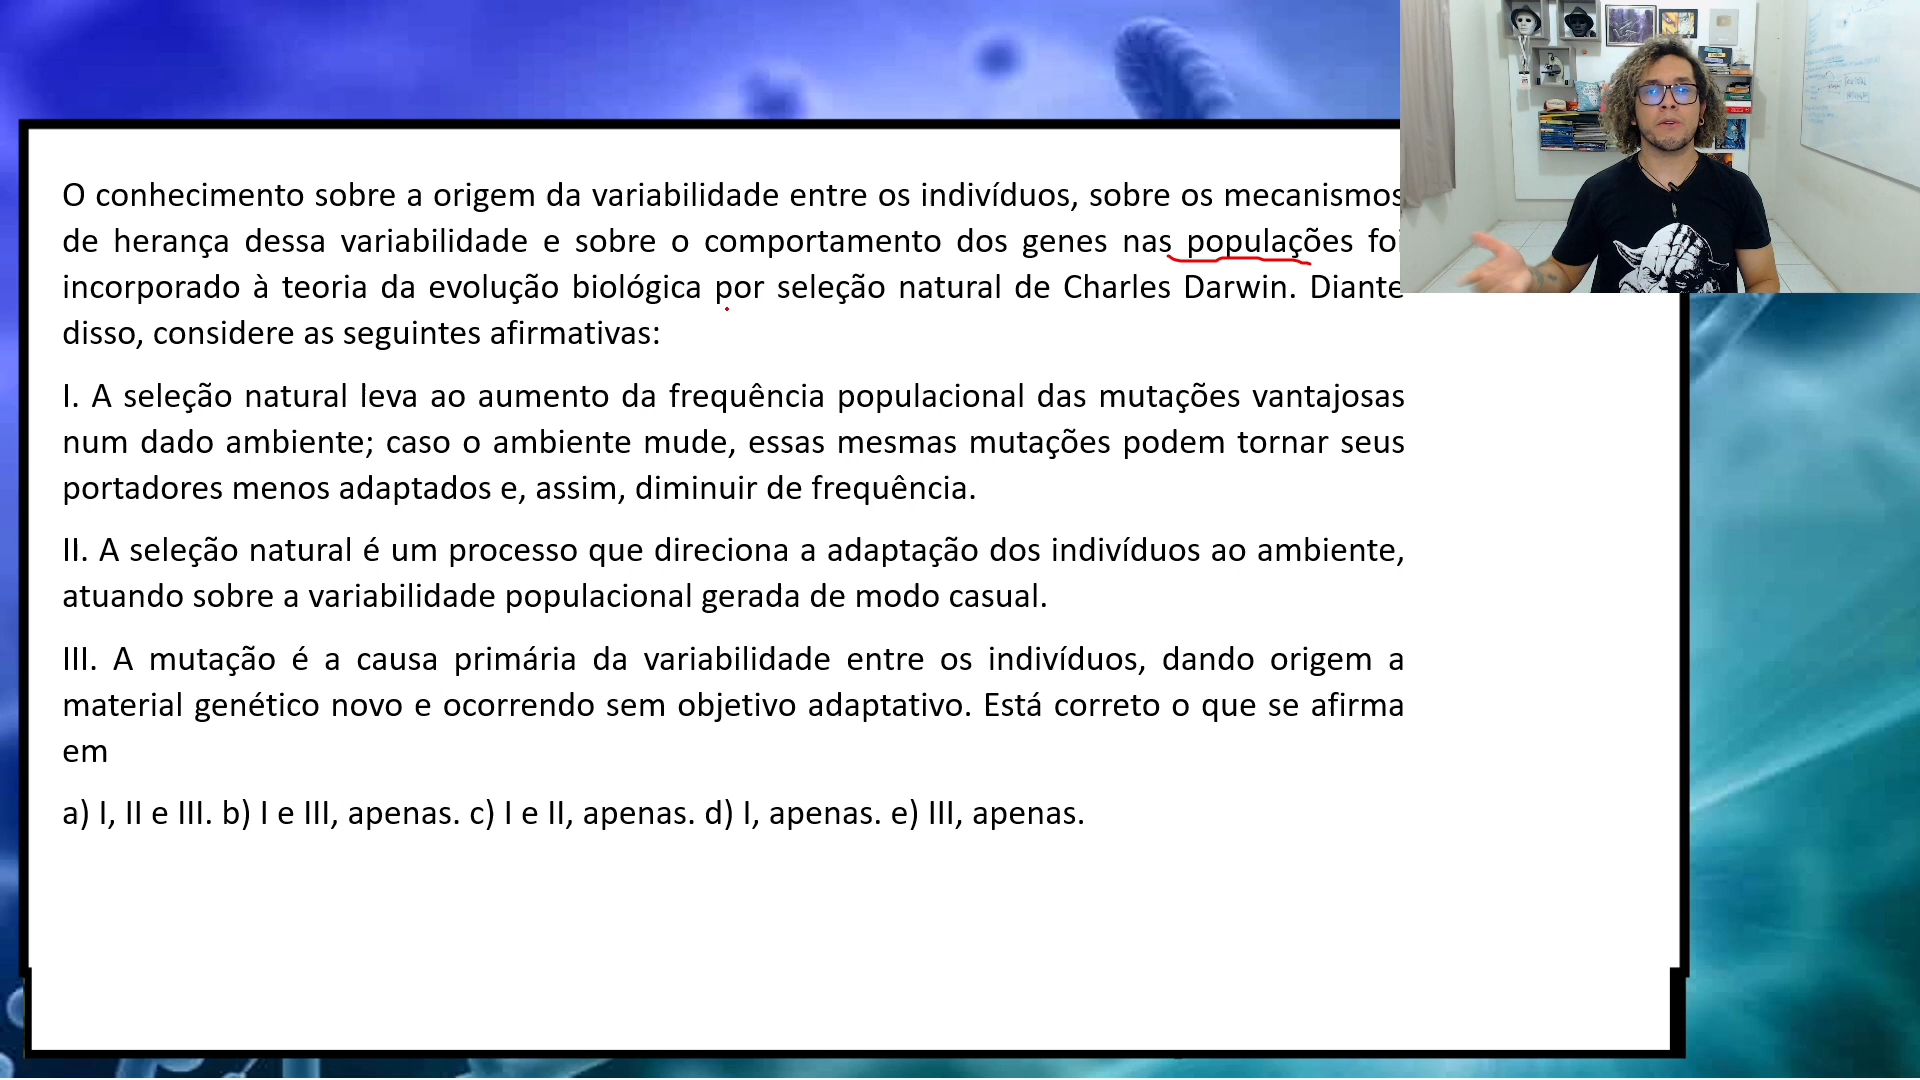 O conhecimento sobre a origem da variabilidade entre os indivíduos, sobre os mecanismos
de herança dessa variabilidade e sobre o comportamento dos genes nas populações foi
incorporado à teoria da evolução biológica por seleção natural de Charles Darwin. Diante
disso, considere as seguintes afirmativas:
I. A seleção natural leva ao aumento da frequência populacional das mutações vantajosas
num dado ambiente; caso o ambiente mude, essas mesmas mutações podem tornar seus
portadores menos adaptados e, assim, diminuir de frequência.
II. A seleção natural é um processo que direciona a adaptação dos indivíduos ao ambiente,
atuando sobre a variabilidade populacional gerada de modo casual.
III. A mutação é a causa primária da variabilidade entre os indivíduos, dando origem a
material genético novo e ocorrendo sem objetivo adaptativo. Está correto o que se afirma
em
a) I, II e III. b) I e III, apenas. c) I e II, apenas. d) I, apenas. e) III, apenas.